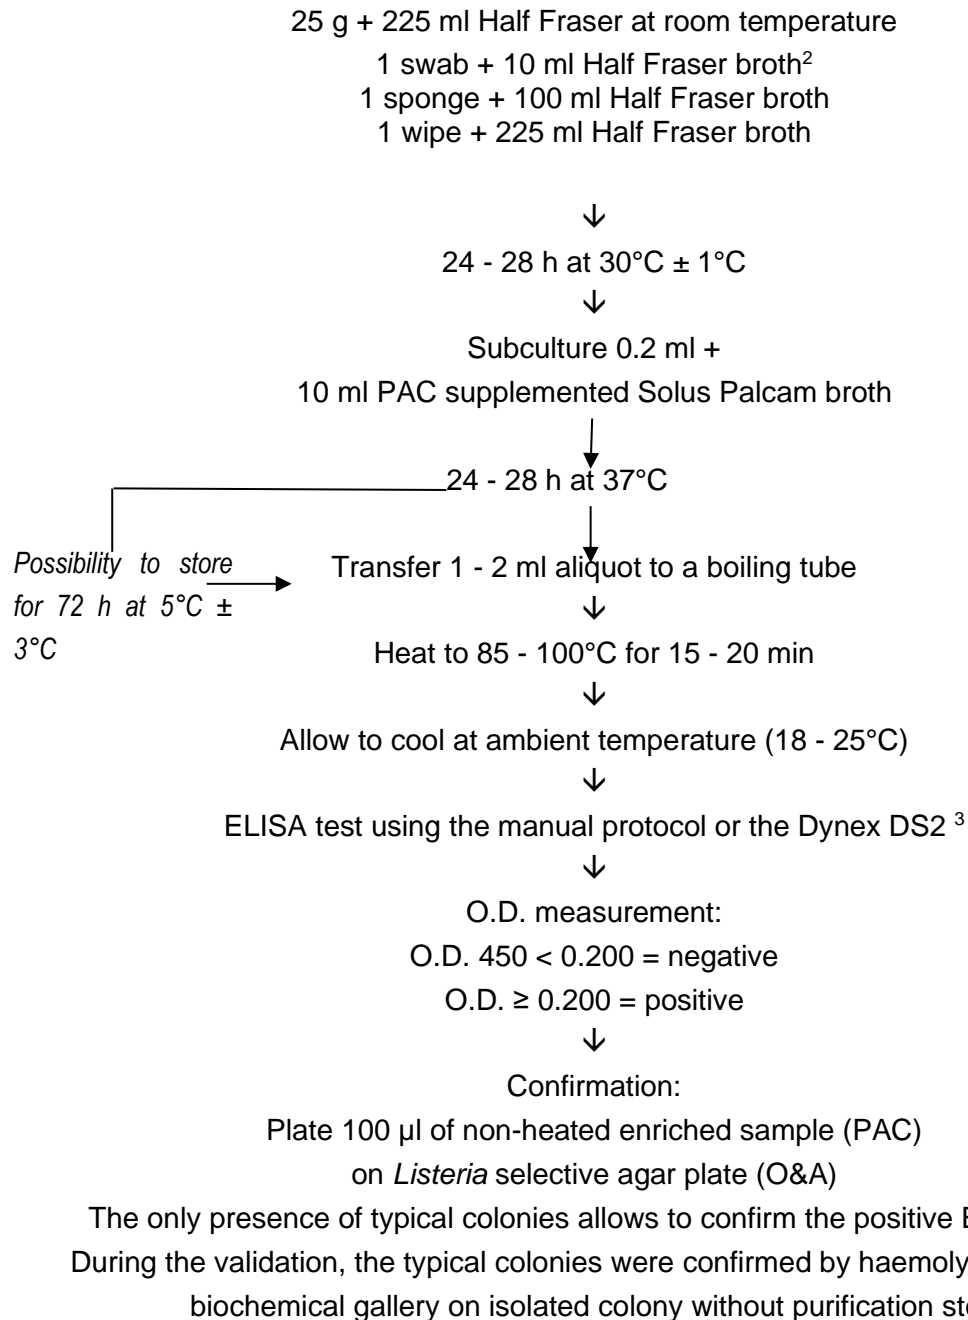 25 g + 225 ml Half Fraser at room temperature
1 swab + 10 ml Half Fraser broth²
1 sponge + 100 ml Half Fraser broth
1 wipe + 225 ml Half Fraser broth
↓
24 - 28 h at 30°C ± 1°C
↓
Subculture 0.2 ml +
10 ml PAC supplemented Solus Palcam broth
24 - 28 h at 37°C
Possibility to store
for 72 h at 5°C ±
3°C
Transfer 1 - 2 ml aliquot to a boiling tube
↓
Heat to 85 - 100°C for 15 - 20 min
↓
Allow to cool at ambient temperature (18 - 25°C)
↓
ELISA test using the manual protocol or the Dynex DS2 ³
↓
O.D. measurement:
O.D. 450 < 0.200 = negative
O.D. ≥ 0.200 = positive
↓
Confirmation:
Plate 100 µl of non-heated enriched sample (PAC)
on Listeria selective agar plate (O&A)
The only presence of typical colonies allows to confirm the positive
During the validation, the typical colonies were confirmed by
biochemical gallery on isolated colony without purification